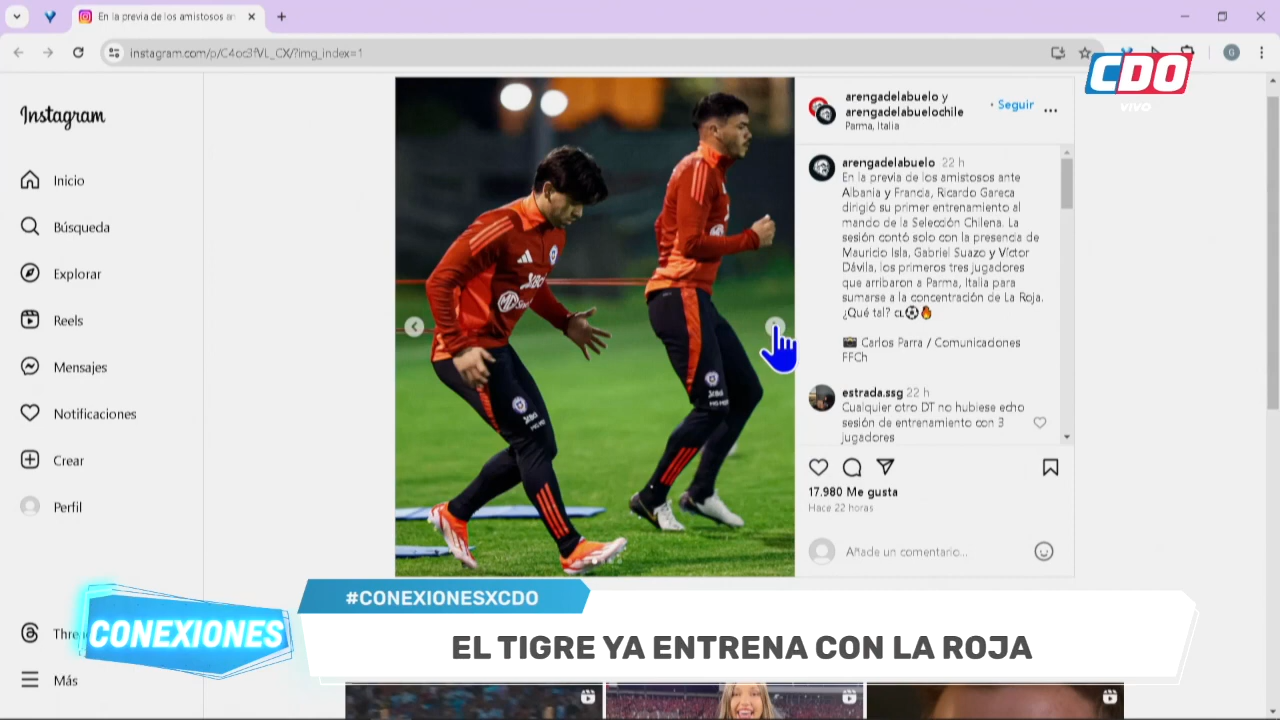 En la previa de los amistosos an
instagram.com/p/C4oc3fVL_CX/?img_index=1
G
CDO
VIVO
Instagram
Inicio
Búsqueda
Explorar
Reels
Mensajes
Notificaciones
Crear
Perfil
Thre
Más
arengadelabuelo y
arengadelabuelochile
• Seguir
Parma, Italia
arengadelabuelo 22 h
En la previa de los amistosos ante
Albania y Francia, Ricardo Gareca
dirigió su primer entrenamiento al
mando de la Selección Chilena. La
sesión contó solo con la presencia de
Mauricio Isla, Gabriel Suazo y Víctor
Dávila, los primeros tres jugadores
que arribaron a Parma, Italia para
sumarse a la concentración de La Roja.
¿Qué tal? CL⚽🔥
📸 Carlos Parra / Comunicaciones
FFCh
estrada.ssg 22 h
Cualquier otro DT no hubiese echo
sesión de entrenamiento con 3
jugadores
17.980 Me gusta
Hace 22 horas
Añade un comentario...
MG
CONEXIONES
#CONEXIONESXCDO
EL TIGRE YA ENTRENA CON LA ROJA